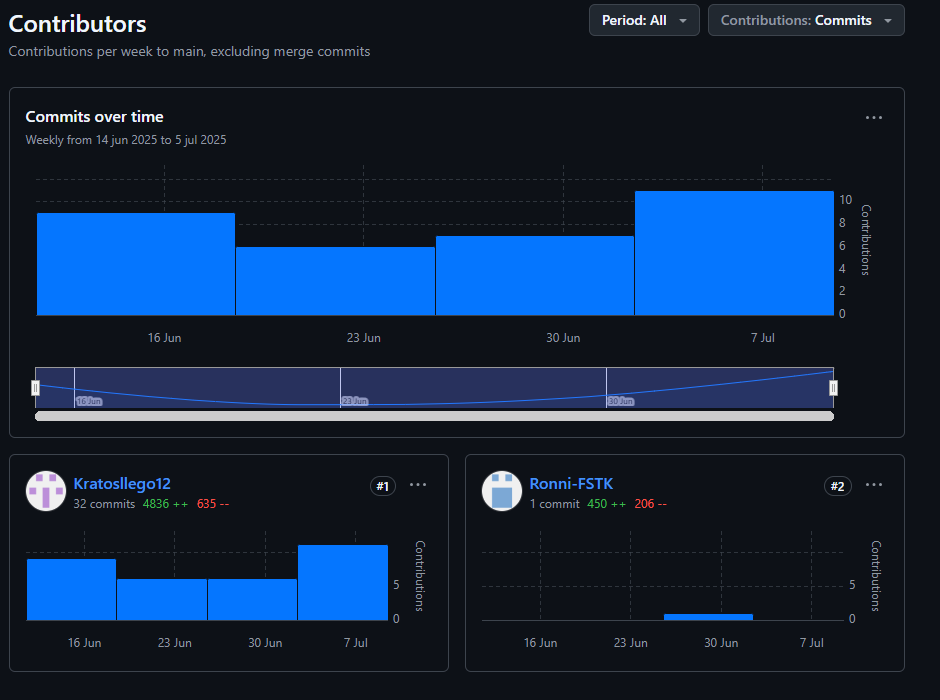 Contributors
Period: All
Contributions: Commits
Contributions per week to main, excluding merge commits
Commits over time
Weekly from 14 jun 2025 to 5 jul 2025
10
8
6
4
2
0
Contributions
16 Jun
23 Jun
30 Jun
7 Jul
16 Jun
23 Jun
30 Jun
Kratosllego12
#1
32 commits 4836 ++ 635 --
5
0
Contributions
16 Jun
23 Jun
30 Jun
7 Jul
Ronni-FSTK
#2
1 commit 450 ++ 206 --
5
0
Contributions
16 Jun
23 Jun
30 Jun
7 Jul